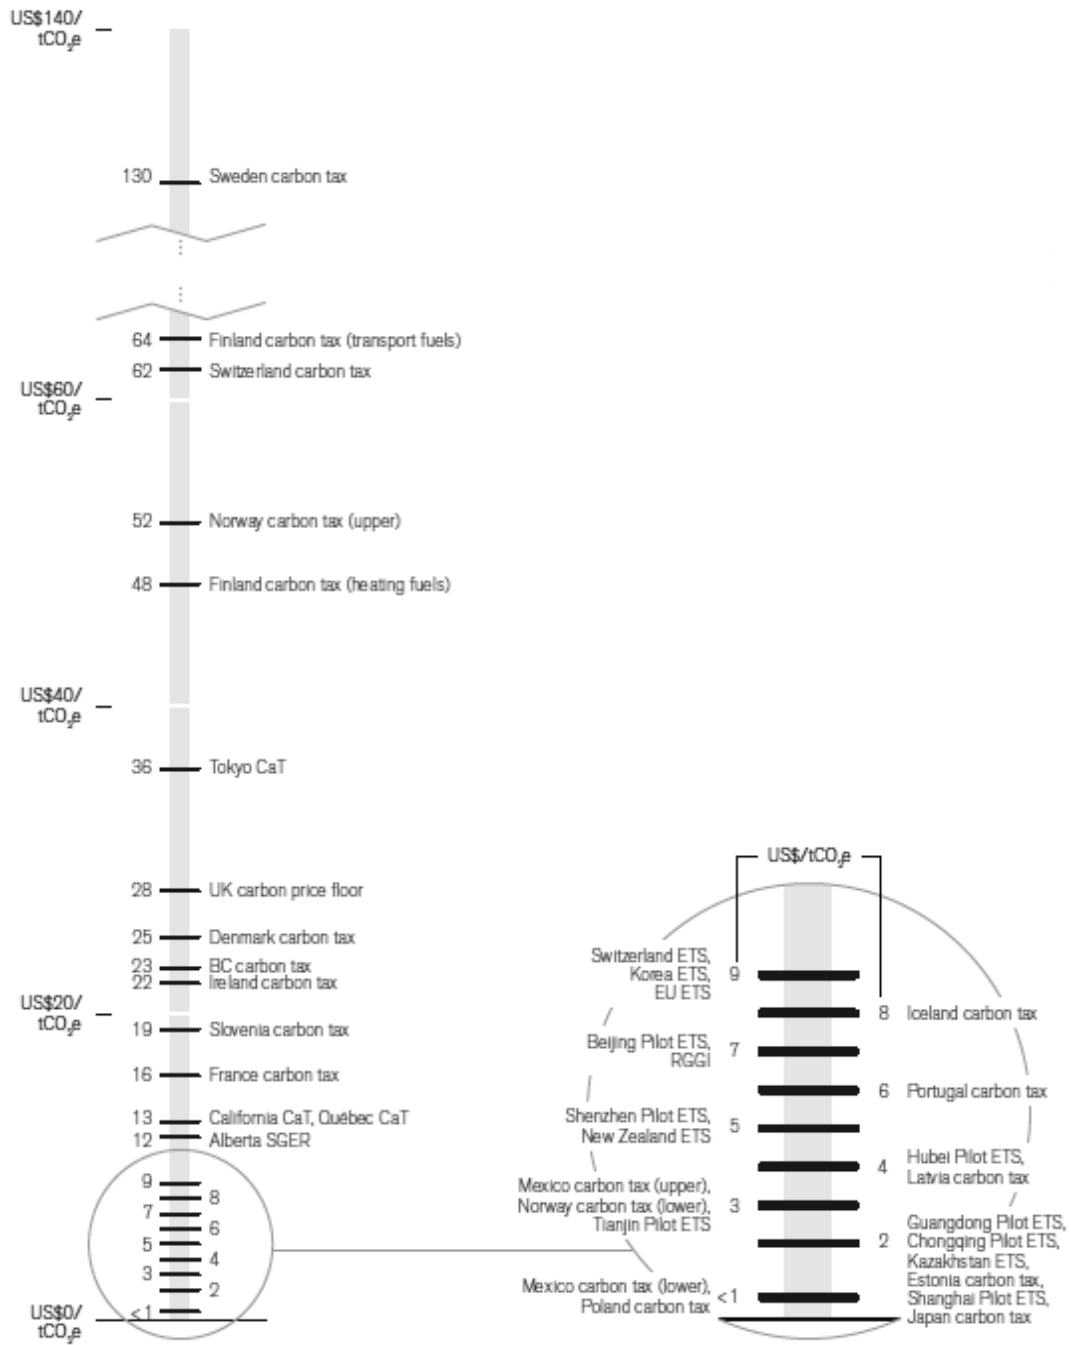 US$140/
tCO₂e
130 Sweden carbon tax
64 Finland carbon tax (transport fuels)
62 Switzerland carbon tax
US$60/
tCO₂e
52 Norway carbon tax (upper)
48 Finland carbon tax (heating fuels)
US$40/
tCO₂e
36 Tokyo CaT
28 UK carbon price floor
25 Denmark carbon tax
23 BC carbon tax
22 Ireland carbon tax
US$20/
tCO₂e
19 Slovenia carbon tax
16 France carbon tax
13 California CaT, Québec CaT
12 Alberta SGER
9
8
7
6
5
4
3
2
<1
US$0/
tCO₂e
US$/tCO₂e
Switzerland ETS,
Korea ETS, 9
EU ETS
8 Iceland carbon tax
Beijing Pilot ETS, 7
RGGI
6 Portugal carbon tax
Shenzhen Pilot ETS, 5
New Zealand ETS
4 Hubei Pilot ETS,
Latvia carbon tax
Mexico carbon tax (upper),
Norway carbon tax (lower), 3
Tianjin Pilot ETS
Guangdong Pilot ETS,
2 Chongqing Pilot ETS,
Kazakhstan ETS,
Estonia carbon tax,
Shanghai Pilot ETS,
Japan carbon tax
Mexico carbon tax (lower), <1
Poland carbon tax